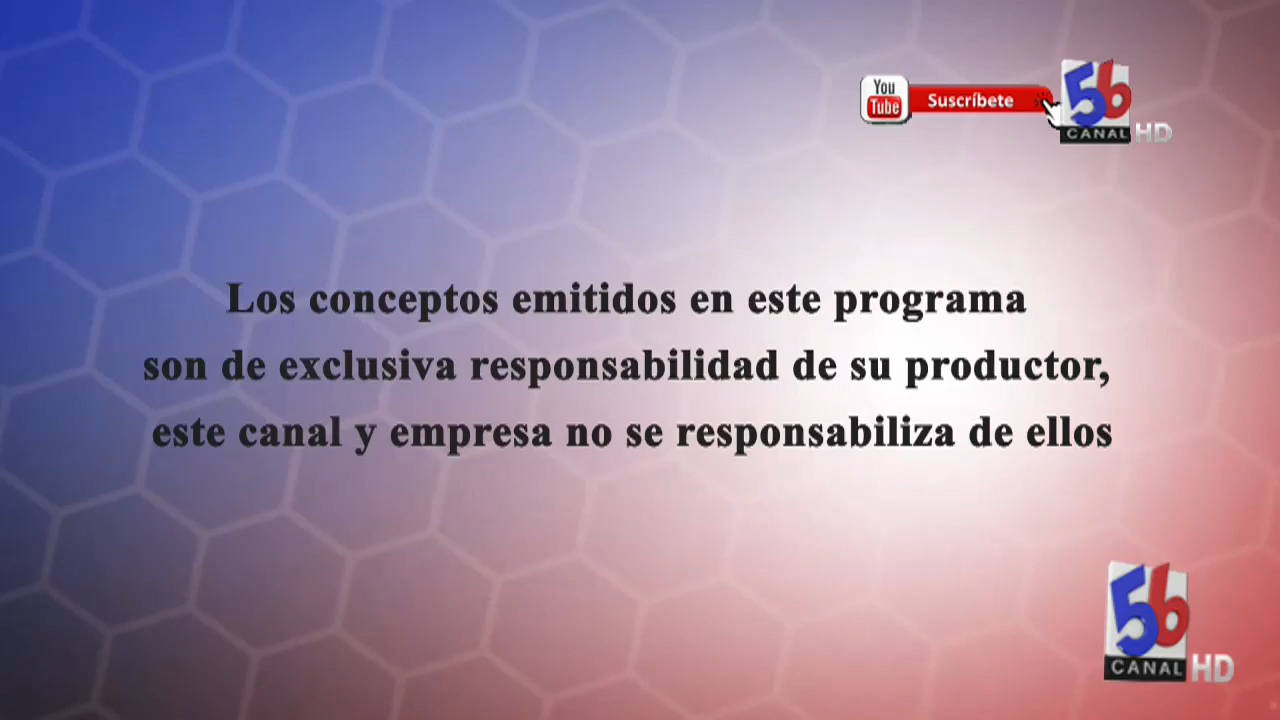 You
Tube
Suscríbete
56
CANAL HD
Los conceptos emitidos en este programa
son de exclusiva responsabilidad de su productor,
este canal y empresa no se responsabiliza de ellos
56
CANAL HD